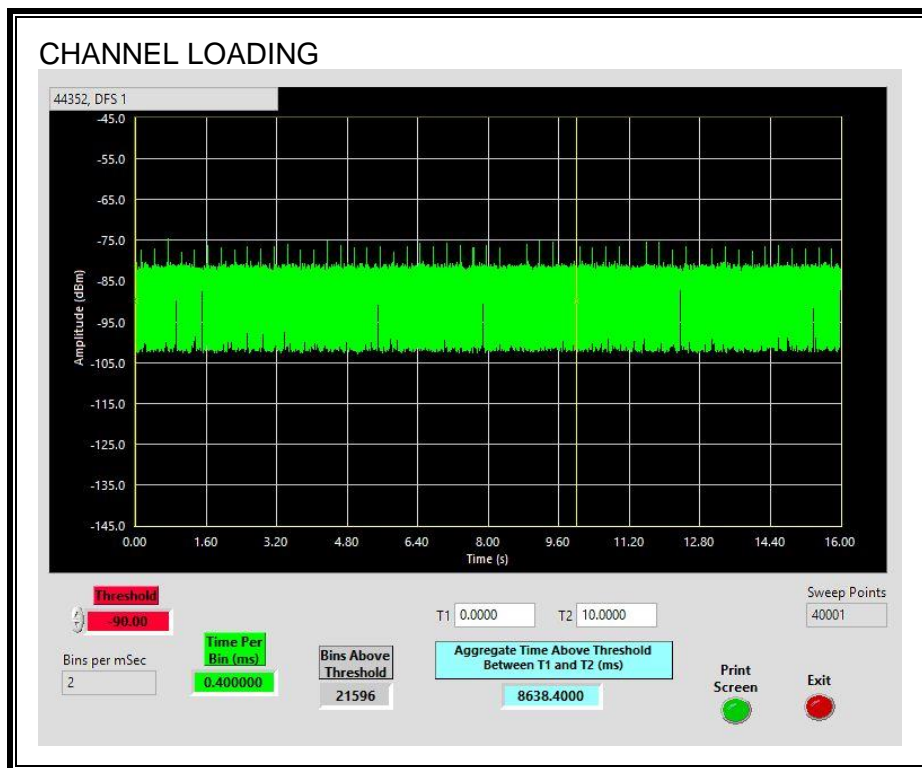 CHANNEL LOADING
44352, DFS 1
-45.0
-55.0
-65.0
-75.0
-85.0
-95.0
-105.0
-115.0
-125.0
-135.0
-145.0
Amplitude (dBm)
0.00 1.60 3.20 4.80 6.40 8.00 9.60 11.20 12.80 14.40 16.00
Time (s)
Threshold
-90.00
Bins per mSec
2
Time Per
Bin (ms)
0.400000
Bins Above
Threshold
21596
T1 0.0000 T2 10.0000
Aggregate Time Above Threshold
Between T1 and T2 (ms)
8638.4000
Sweep Points
40001
Print
Screen
Exit